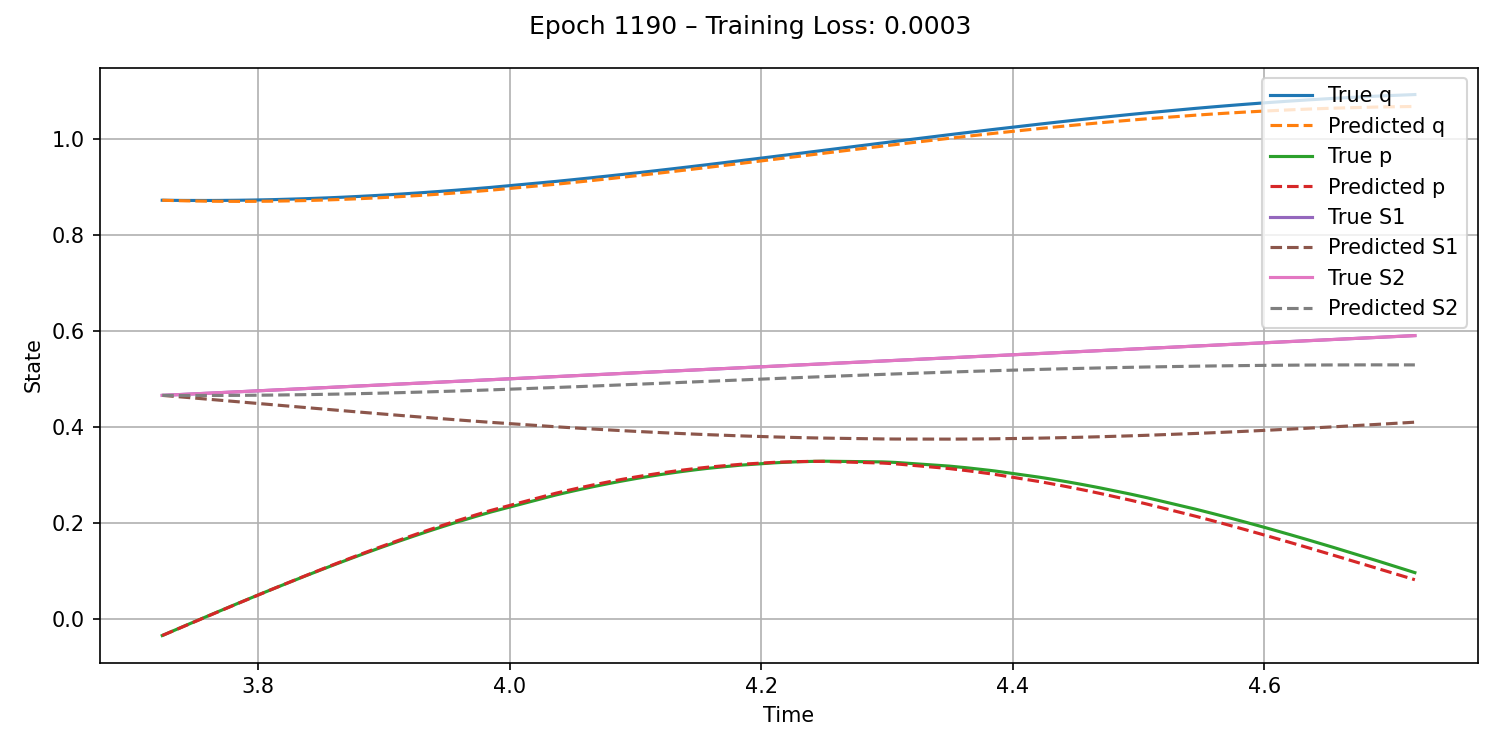 Epoch 1190 – Training Loss: 0.0003
True q
Predicted q
True p
Predicted p
True S1
Predicted S1
True S2
Predicted S2
State
1.0
0.8
0.6
0.4
0.2
0.0
3.8 4.0 4.2 4.4 4.6
Time